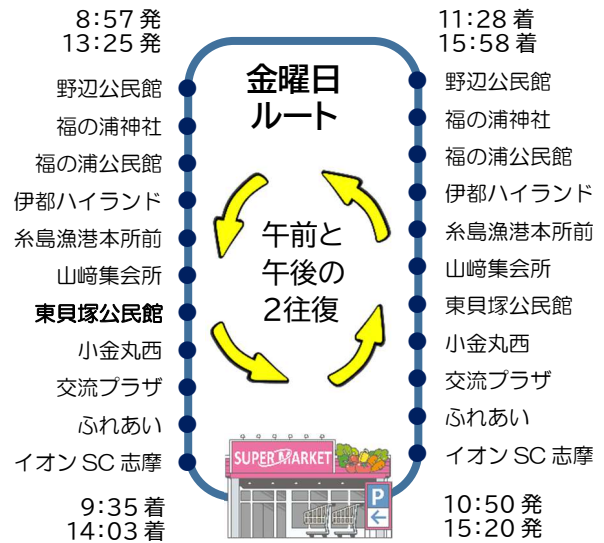 8:57 発
13:25 発
野辺公民館
福の浦神社
福の浦公民館
伊都ハイランド
糸島漁港本所前
山﨑集会所
東貝塚公民館
小金丸西
交流プラザ
ふれあい
イオン SC 志摩
9:35 着
14:03 着
金曜日
ルート
午前と
午後の
2往復
SUPER MARKET
P
11:28 着
15:58 着
野辺公民館
福の浦神社
福の浦公民館
伊都ハイランド
糸島漁港本所前
山﨑集会所
東貝塚公民館
小金丸西
交流プラザ
ふれあい
イオン SC 志摩
10:50 発
15:20 発